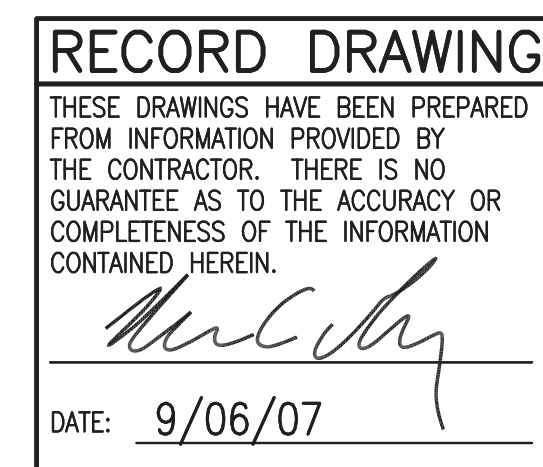 RECORD DRAWING
THESE DRAWINGS HAVE BEEN PREPARED
FROM INFORMATION PROVIDED BY
THE CONTRACTOR. THERE IS NO
GUARANTEE AS TO THE ACCURACY OR
COMPLETENESS OF THE INFORMATION
CONTAINED HEREIN.
DATE: 9/06/07